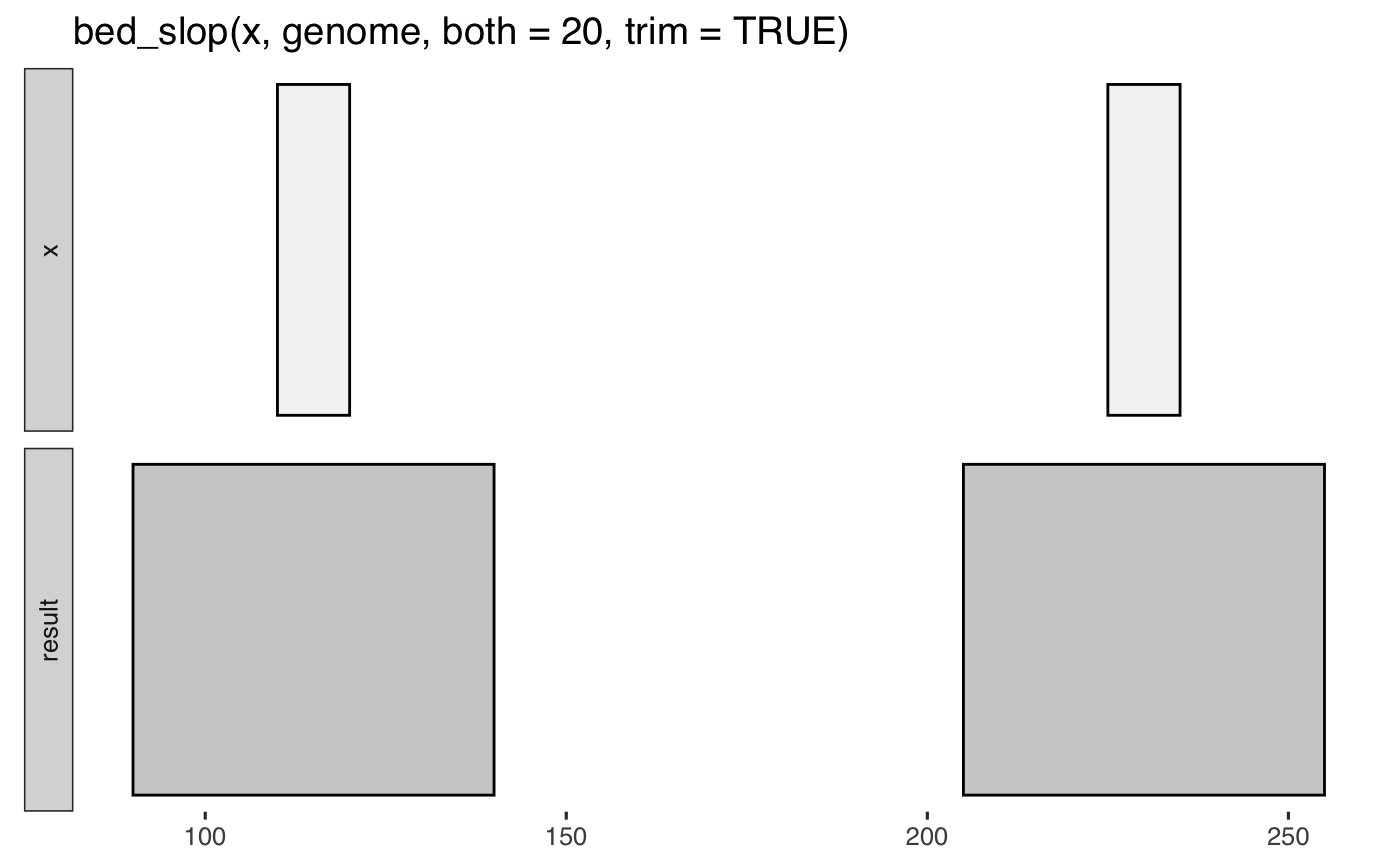 bed_slop(x, genome, both = 20, trim = TRUE)
x
result
100 150 200 250